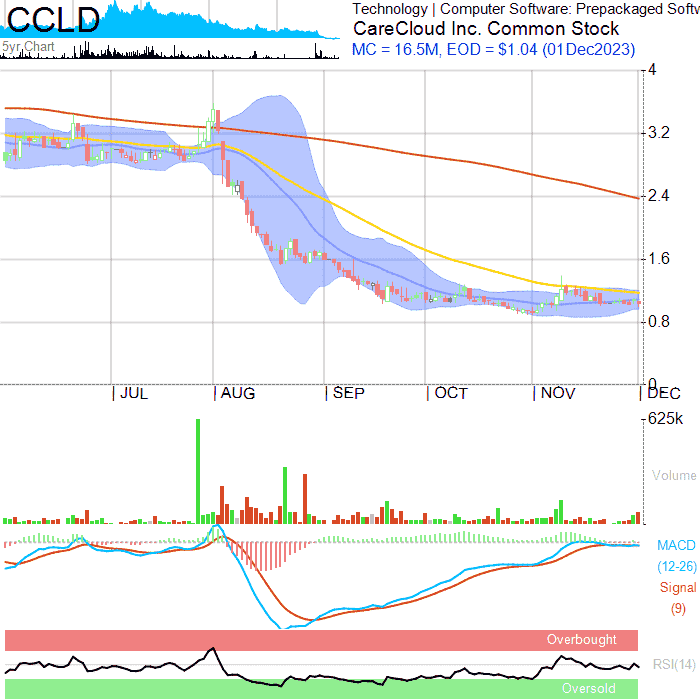 CCLD
5yr.Chart
Technology | Computer Software: Prepackaged Softw
CareCloud Inc. Common Stock
MC = 16.5M, EOD = $1.04 (01Dec2023)
4
3.2
2.4
1.6
0.8
0
JUL
AUG
SEP
OCT
NOV
DEC
625k
Volume
MACD
(12-26)
Signal
(9)
Overbought
RSI(14)
Oversold